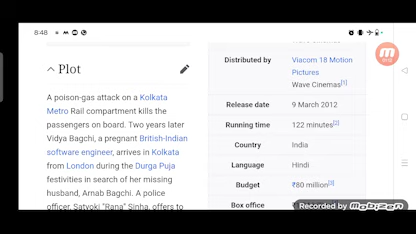 8:48
Plot
A poison-gas attack on a Kolkata
Metro Rail compartment kills the
passengers on board. Two years later
Vidya Bagchi, a pregnant British-Indian
software engineer, arrives in Kolkata
from London during the Durga Puja
festivities in search of her missing
husband, Arnab Bagchi. A police
officer, Satyoki "Rana" Sinha, offers to
Distributed by Viacom 18 Motion
Pictures
Wave Cinemas[1]
Release date 9 March 2012
Running time 122 minutes[2]
Country India
Language Hindi
Budget ₹80 million[3]
Box office
Recorded by Mobizen